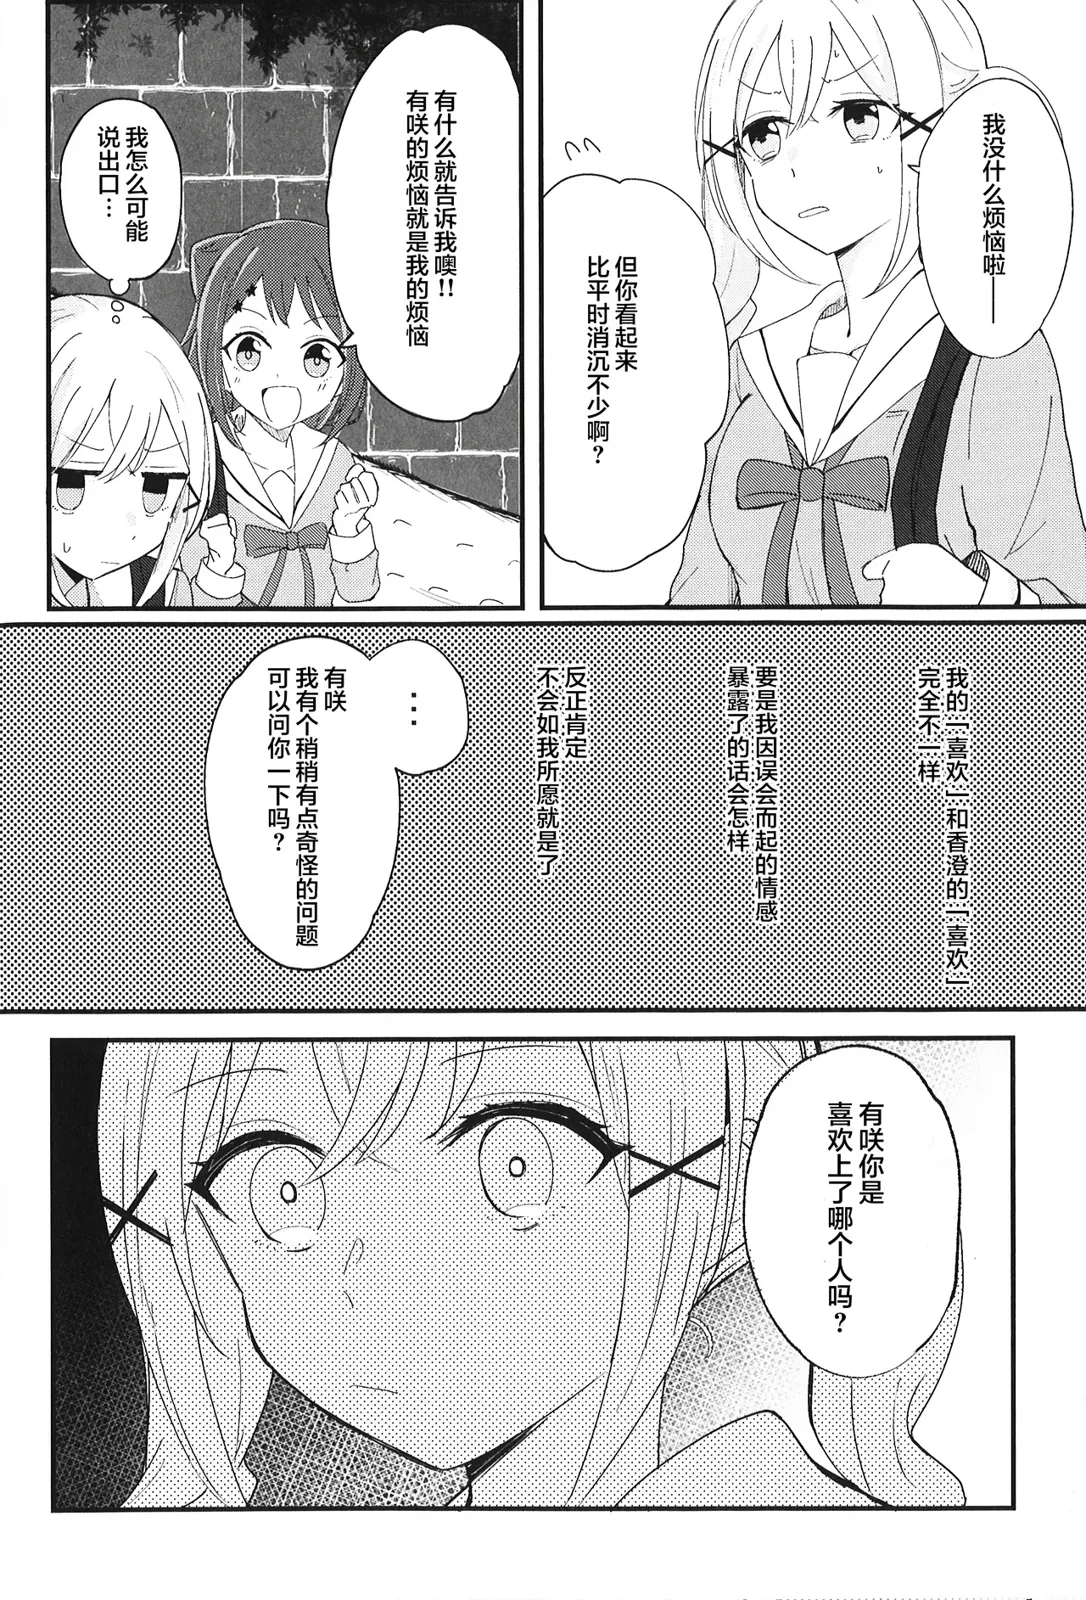 我没什么烦恼啦——
但你看起来
比平时消沉不少啊？
有什么就告诉我噢!!
有咲的烦恼就是我的烦恼
我怎么可能
说出口…
我的「喜欢」和香澄的「喜欢」
完全不一样
要是我因误会而起的情感
暴露了的话会怎样
反正肯定
不会如我所愿就是了
…
有咲
我有个稍稍有点奇怪的问题
可以问你一下吗？
有咲你是
喜欢上了哪个人吗？